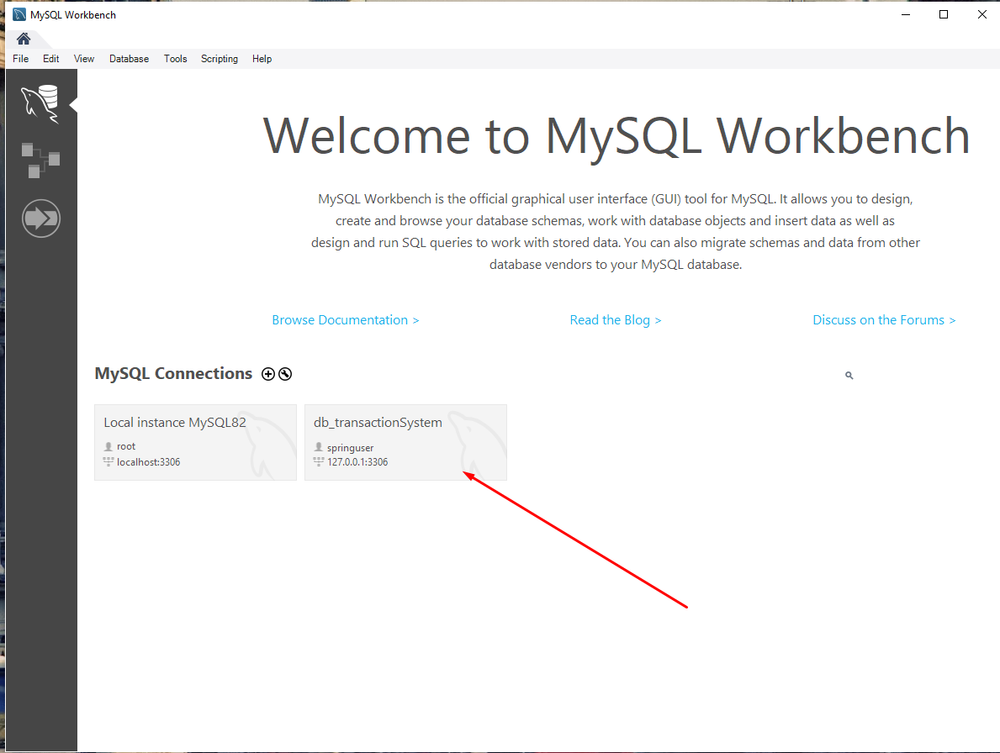 MySQL Workbench
File Edit View Database Tools Scripting Help
Welcome to MySQL Workbench
MySQL Workbench is the official graphical user interface (GUI) tool for MySQL. It allows you to design,
create and browse your database schemas, work with database objects and insert data as well as
design and run SQL queries to work with stored data. You can also migrate schemas and data from other
database vendors to your MySQL database.
Browse Documentation > Read the Blog > Discuss on the Forums >
MySQL Connections
Local instance MySQL82
root
localhost:3306
db_transactionSystem
springuser
127.0.0.1:3306